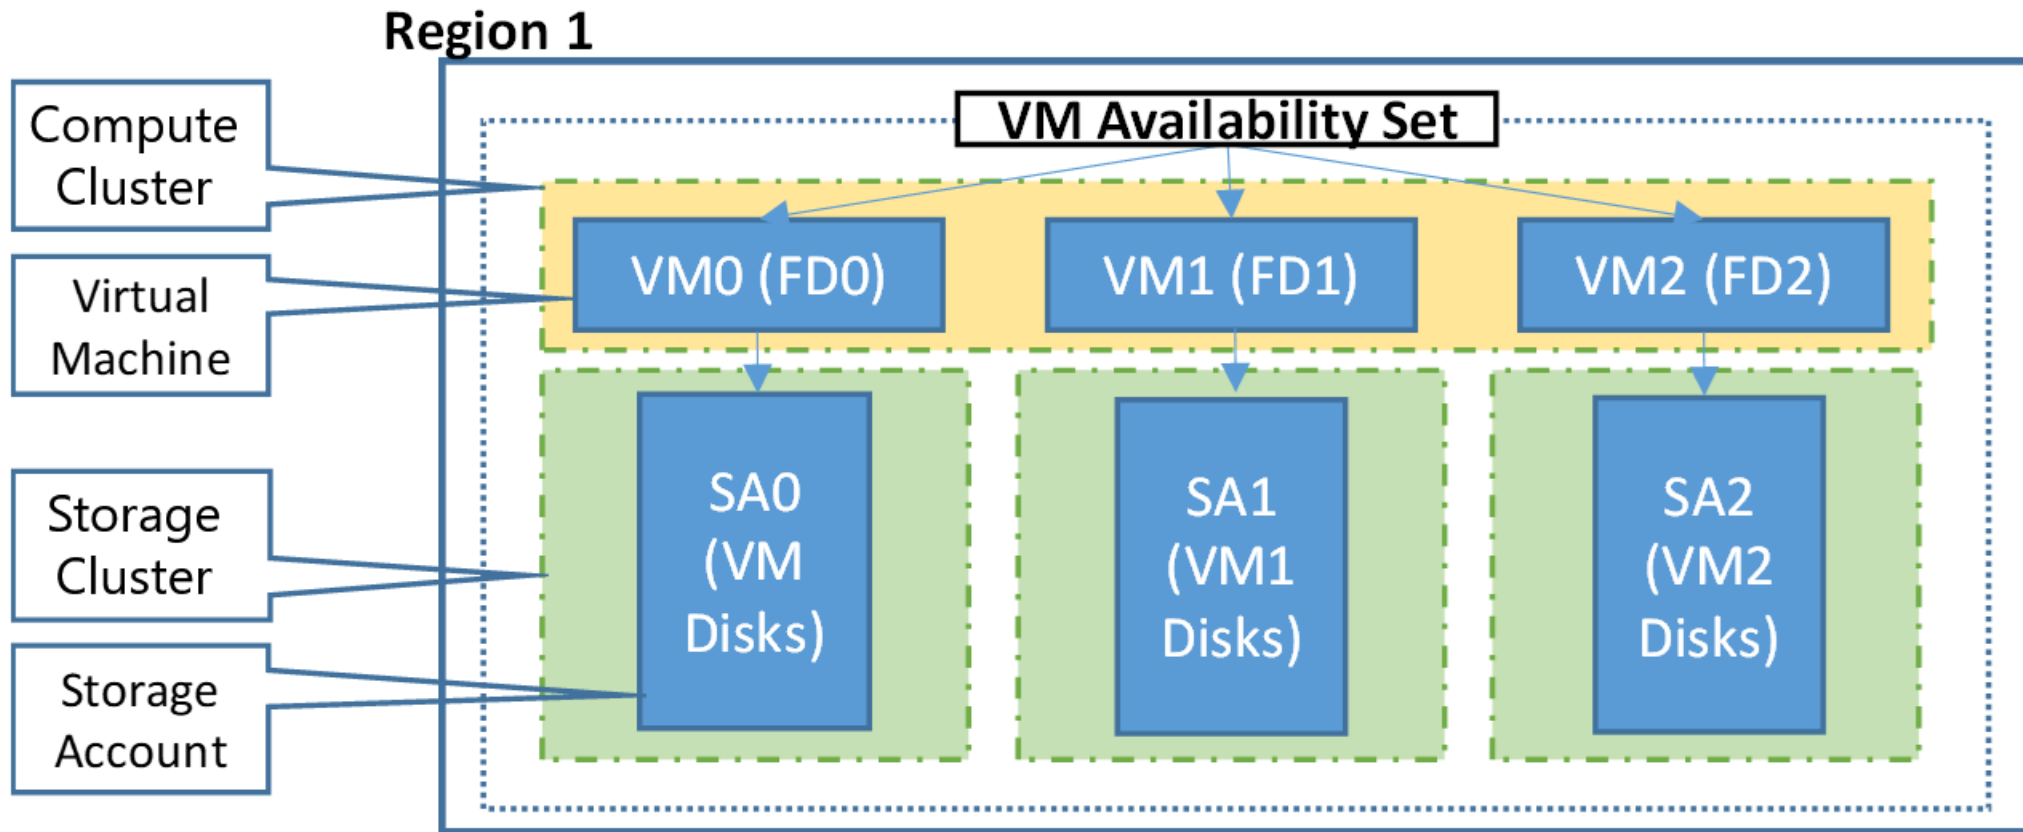 Region 1
VM Availability Set
Compute
Cluster
Virtual
Machine
VM0 (FD0)
VM1 (FD1)
VM2 (FD2)
Storage
Cluster
Storage
Account
SA0
(VM
Disks)
SA1
(VM1
Disks)
SA2
(VM2
Disks)